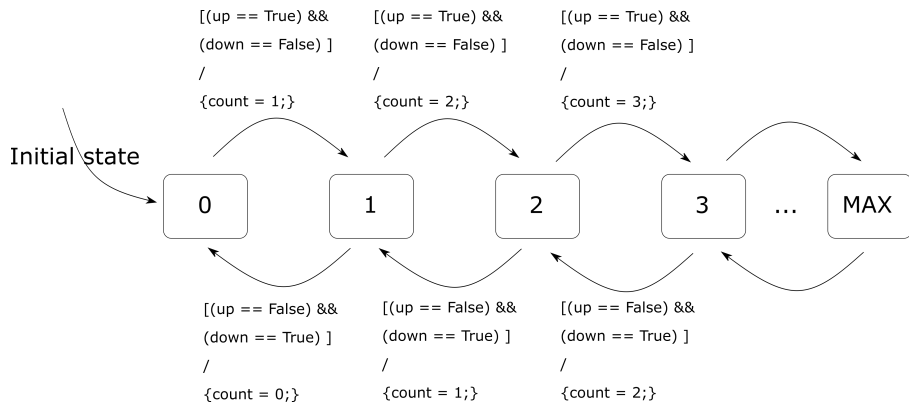 [(up == True) &&
(down == False) ]
/
{count = 1;}
[(up == True) &&
(down == False) ]
/
{count = 2;}
[(up == True) &&
(down == False) ]
/
{count = 3;}
Initial state
0
1
2
3
...
MAX
[(up == False) &&
(down == True) ]
/
{count = 0;}
[(up == False) &&
(down == True) ]
/
{count = 1;}
[(up == False) &&
(down == True) ]
/
{count = 2;}